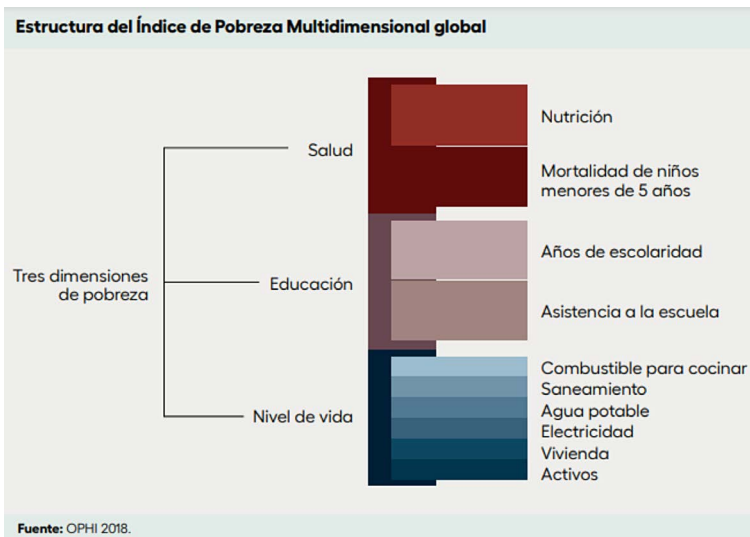 Estructura del Índice de Pobreza Multidimensional global
Tres dimensiones
de pobreza
Salud
Nutrición
Mortalidad de niños
menores de 5 años
Educación
Años de escolaridad
Asistencia a la escuela
Nivel de vida
Combustible para cocinar
Saneamiento
Agua potable
Electricidad
Vivienda
Activos
Fuente: OPHI 2018.